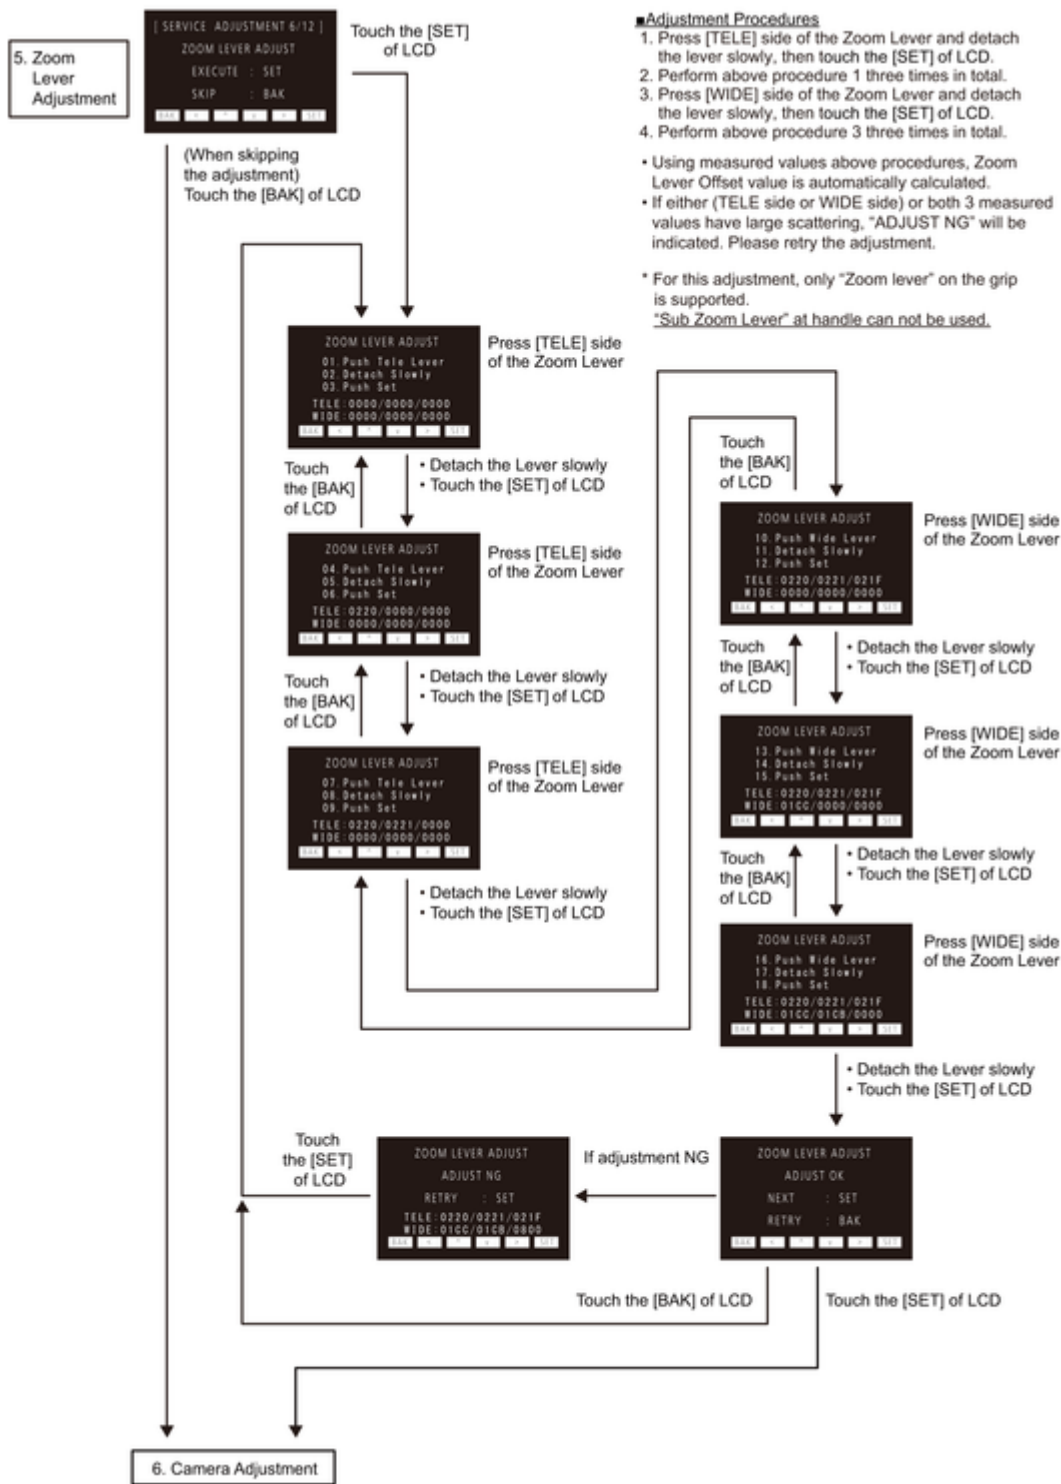 5. Zoom
Lever
Adjustment
[ SERVICE ADJUSTMENT 6/12 ]
ZOOM LEVER ADJUST
EXECUTE : SET
SKIP : BAK
BAK < ^ v > SET
Touch the [SET]
of LCD
(When skipping
the adjustment)
Touch the [BAK] of LCD
■Adjustment Procedures
1. Press [TELE] side of the Zoom Lever and detach
the lever slowly, then touch the [SET] of LCD.
2. Perform above procedure 1 three times in total.
3. Press [WIDE] side of the Zoom Lever and detach
the lever slowly, then touch the [SET] of LCD.
4. Perform above procedure 3 three times in total.
• Using measured values above procedures, Zoom
Lever Offset value is automatically calculated.
• If either (TELE side or WIDE side) or both 3 measured
values have large scattering, "ADJUST NG" will be
indicated. Please retry the adjustment.
* For this adjustment, only "Zoom lever" on the grip
is supported.
"Sub Zoom Lever" at handle can not be used.
ZOOM LEVER ADJUST
01.Push Tele Lever
02.Detach Slowly
03.Push Set
TELE:0000/0000/0000
WIDE:0000/0000/0000
BAK < ^ v > SET
Press [TELE] side
of the Zoom Lever
Touch
the [BAK]
of LCD
• Detach the Lever slowly
• Touch the [SET] of LCD
ZOOM LEVER ADJUST
04.Push Tele Lever
05.Detach Slowly
06.Push Set
TELE:0220/0000/0000
WIDE:0000/0000/0000
BAK < ^ v > SET
Press [TELE] side
of the Zoom Lever
Touch
the [BAK]
of LCD
• Detach the Lever slowly
• Touch the [SET] of LCD
ZOOM LEVER ADJUST
07.Push Tele Lever
08.Detach Slowly
09.Push Set
TELE:0220/0221/0000
WIDE:0000/0000/0000
BAK < ^ v > SET
Press [TELE] side
of the Zoom Lever
• Detach the Lever slowly
• Touch the [SET] of LCD
Touch
the [BAK]
of LCD
ZOOM LEVER ADJUST
10.Push Wide Lever
11.Detach Slowly
12.Push Set
TELE:0220/0221/021F
WIDE:0000/0000/0000
BAK < ^ v > SET
Press [WIDE] side
of the Zoom Lever
Touch
the [BAK]
of LCD
• Detach the Lever slowly
• Touch the [SET] of LCD
ZOOM LEVER ADJUST
13.Push Wide Lever
14.Detach Slowly
15.Push Set
TELE:0220/0221/021F
WIDE:01CC/0000/0000
BAK < ^ v > SET
Press [WIDE] side
of the Zoom Lever
Touch
the [BAK]
of LCD
• Detach the Lever slowly
• Touch the [SET] of LCD
ZOOM LEVER ADJUST
16.Push Wide Lever
17.Detach Slowly
18.Push Set
TELE:0220/0221/021F
WIDE:01CC/01CB/0000
BAK < ^ v > SET
Press [WIDE] side
of the Zoom Lever
• Detach the Lever slowly
• Touch the [SET] of LCD
Touch
the [SET]
of LCD
ZOOM LEVER ADJUST
ADJUST NG
RETRY : SET
TELE:0220/0221/021F
WIDE:01CC/01CB/0800
BAK < ^ v > SET
If adjustment NG
ZOOM LEVER ADJUST
ADJUST OK
NEXT : SET
RETRY : BAK
BAK < ^ v > SET
Touch the [BAK] of LCD
Touch the [SET] of LCD
6. Camera Adjustment